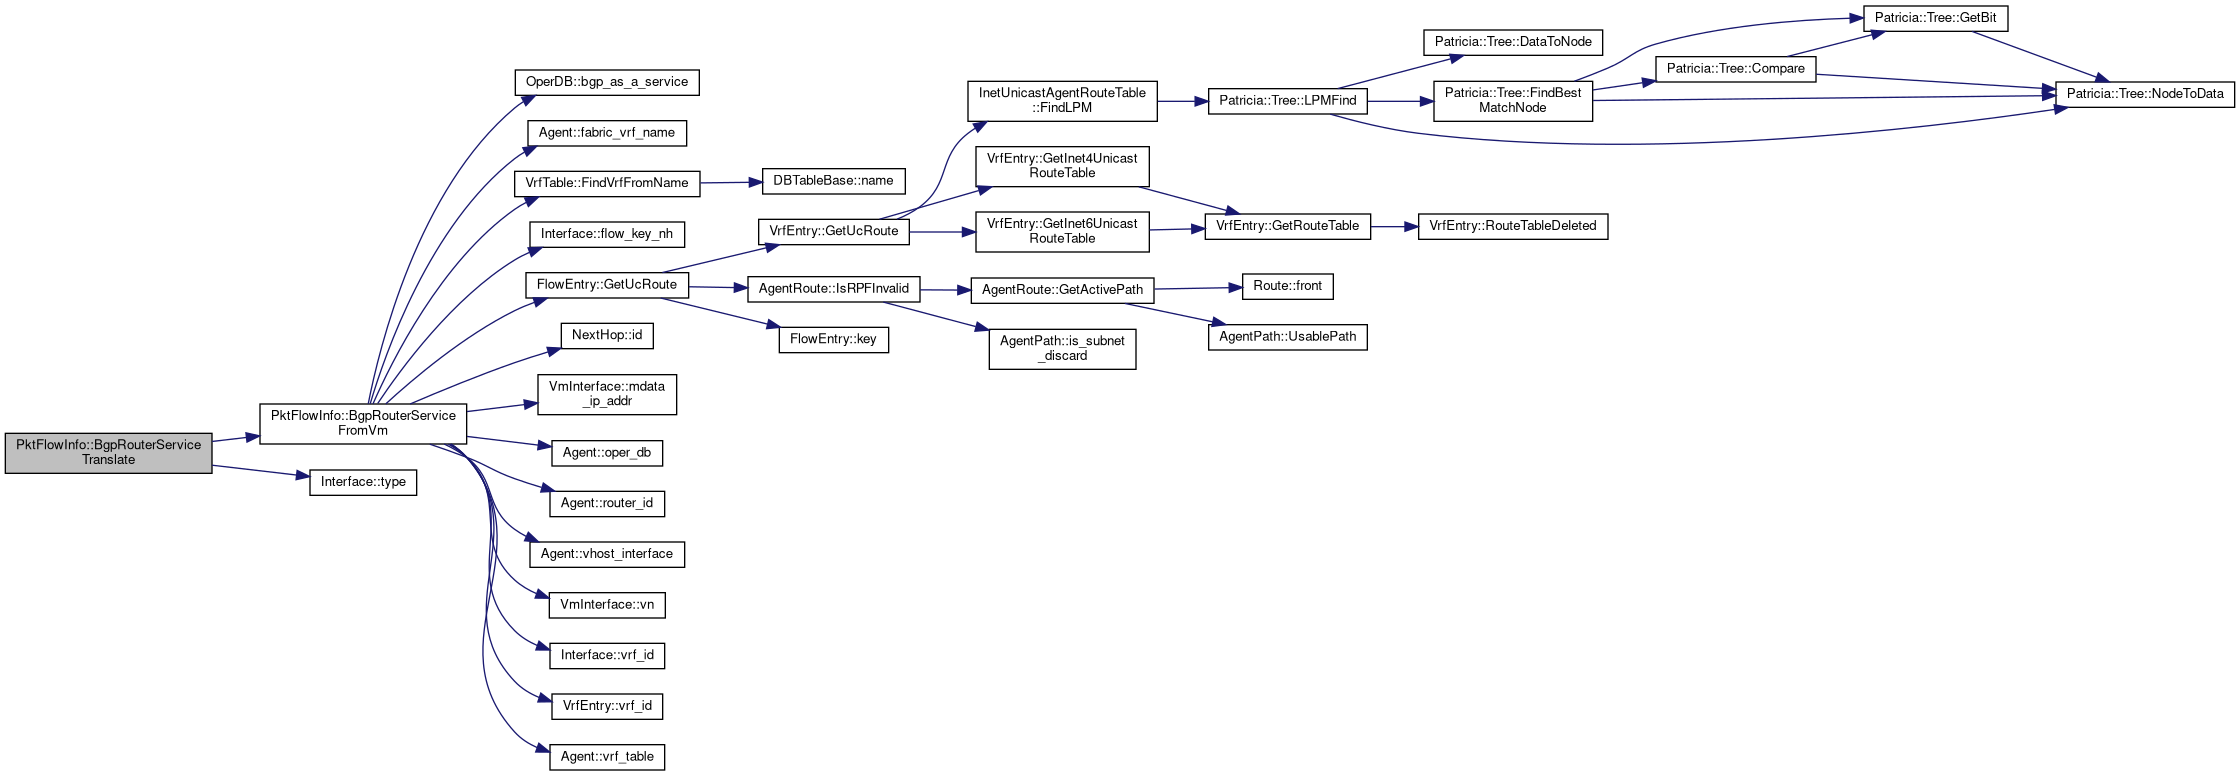 PktFlowInfo::BgpRouterService
Translate
PktFlowInfo::BgpRouterService
FromVm
Interface::type
OperDB::bgp_as_a_service
Agent::fabric_vrf_name
VrfTable::FindVrfFromName
Interface::flow_key_nh
FlowEntry::GetUcRoute
NextHop::id
VmInterface::mdata
_ip_addr
Agent::oper_db
Agent::router_id
Agent::vhost_interface
VmInterface::vn
Interface::vrf_id
VrfEntry::vrf_id
Agent::vrf_table
DBTableBase::name
VrfEntry::GetUcRoute
AgentRoute::IsRPFInvalid
FlowEntry::key
InetUnicastAgentRouteTable
::FindLPM
VrfEntry::GetInet4Unicast
RouteTable
VrfEntry::GetInet6Unicast
RouteTable
AgentRoute::GetActivePath
AgentPath::is_subnet
_discard
Patricia::Tree::LPMFind
VrfEntry::GetRouteTable
Route::front
AgentPath::UsablePath
Patricia::Tree::DataToNode
Patricia::Tree::FindBest
MatchNode
VrfEntry::RouteTableDeleted
Patricia::Tree::Compare
Patricia::Tree::GetBit
Patricia::Tree::NodeToData